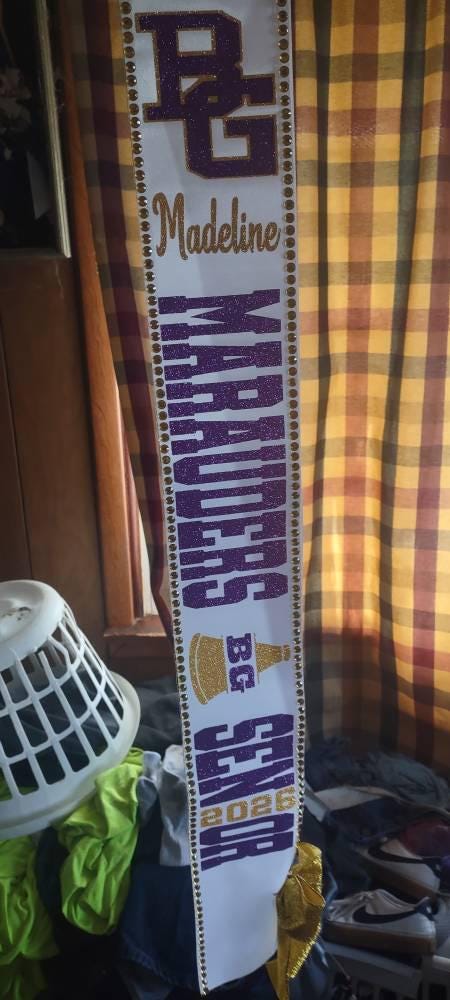 BG
Madeline
MARAUDERS
BG
SENIOR
2026